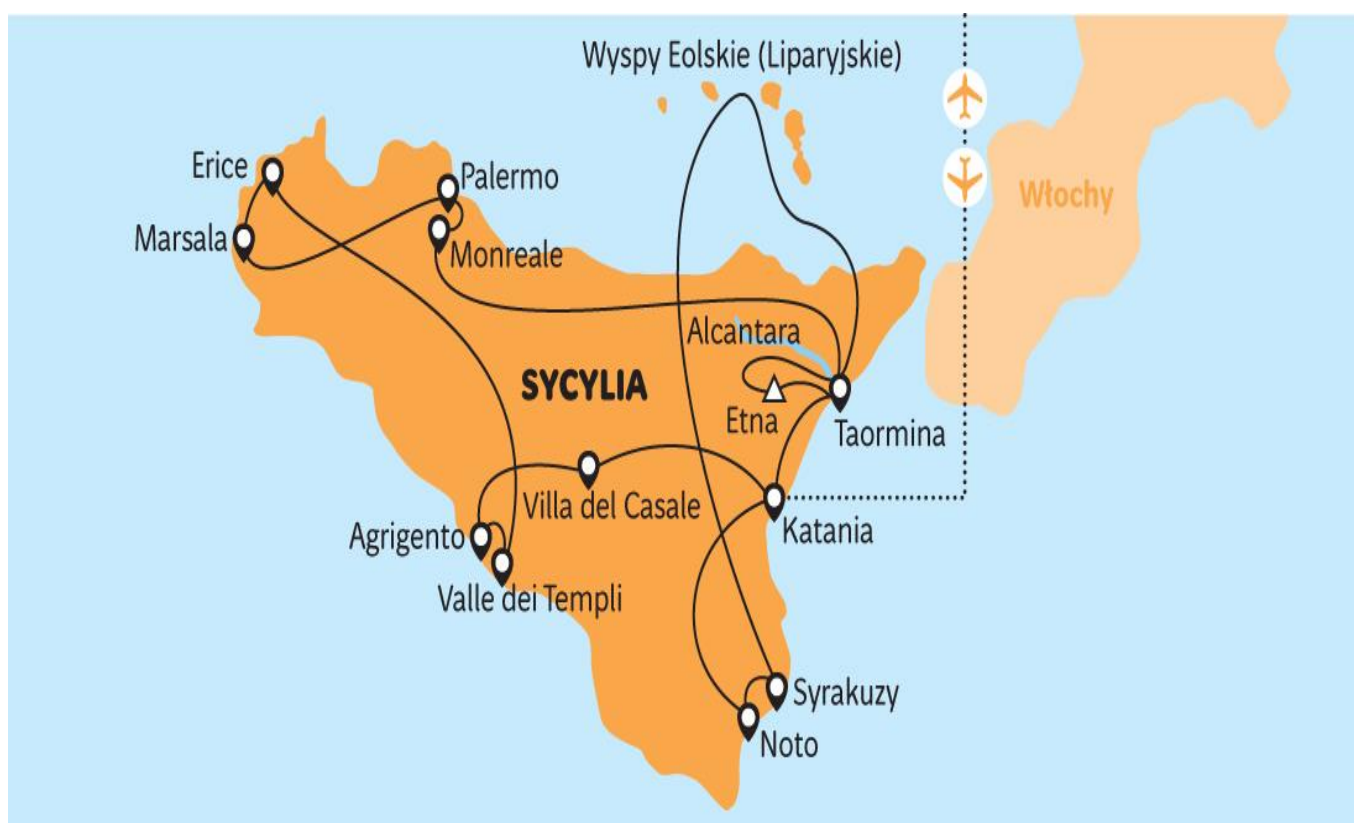 Wyspy Eolskie (Liparyjskie)
Erice
Palermo
Włochy
Marsala
Monreale
Alcantara
SYCYLIA
Etna
Taormina
Villa del Casale
Katania
Agrigento
Valle dei Templi
Syrakuzy
Noto